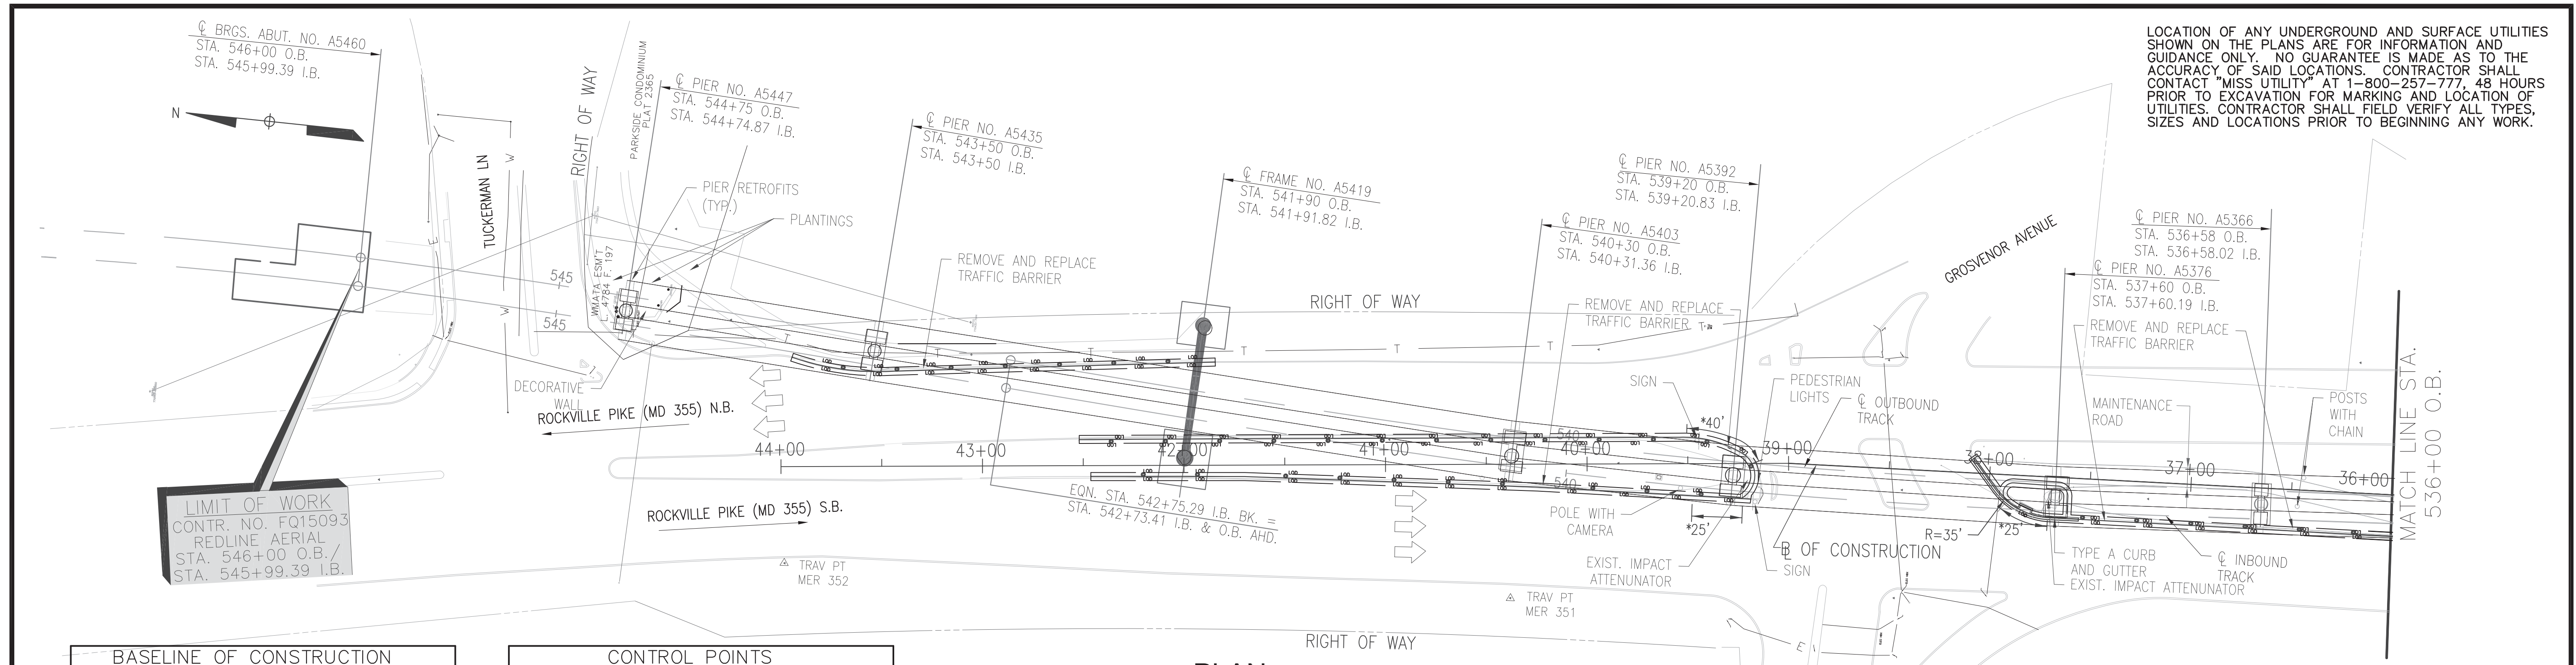 ℄ BRGS. ABUT. NO. A5460
STA. 546+00 O.B.
STA. 545+99.39 I.B.
N
TUCKERMAN LN
W
W
E
RIGHT OF WAY
PARKSIDE CONDOMINIUM
PLAT 2365
℄ PIER NO. A5447
STA. 544+75 O.B.
STA. 544+74.87 I.B.
PIER RETROFITS
(TYP.)
PLANTINGS
WMATA ESM'T
L. 4784 F. 197
545
545
℄ PIER NO. A5435
STA. 543+50 O.B.
STA. 543+50 I.B.
REMOVE AND REPLACE
TRAFFIC BARRIER
℄ FRAME NO. A5419
STA. 541+90 O.B.
STA. 541+91.82 I.B.
RIGHT OF WAY
℄ PIER NO. A5403
STA. 540+30 O.B.
STA. 540+31.36 I.B.
℄ PIER NO. A5392
STA. 539+20 O.B.
STA. 539+20.83 I.B.
REMOVE AND REPLACE
TRAFFIC BARRIER
GROSVENOR AVENUE
℄ PIER NO. A5366
STA. 536+58 O.B.
STA. 536+58.02 I.B.
℄ PIER NO. A5376
STA. 537+60 O.B.
STA. 537+60.19 I.B.
REMOVE AND REPLACE
TRAFFIC BARRIER
LOCATION OF ANY UNDERGROUND AND SURFACE UTILITIES
SHOWN ON THE PLANS ARE FOR INFORMATION AND
GUIDANCE ONLY. NO GUARANTEE IS MADE AS TO THE
ACCURACY OF SAID LOCATIONS. CONTRACTOR SHALL
CONTACT "MISS UTILITY" AT 1-800-257-777, 48 HOURS
PRIOR TO EXCAVATION FOR MARKING AND LOCATION OF
UTILITIES. CONTRACTOR SHALL FIELD VERIFY ALL TYPES,
SIZES AND LOCATIONS PRIOR TO BEGINNING ANY WORK.
T
T
T
T
T
DECORATIVE
WALL
ROCKVILLE PIKE (MD 355) N.B.
ROCKVILLE PIKE (MD 355) S.B.
44+00
43+00
42+00
41+00
40+00
39+00
38+00
37+00
36+00
540
540
SIGN
*40'
PEDESTRIAN
LIGHTS
℄ OUTBOUND
TRACK
MAINTENANCE
ROAD
POSTS
WITH
CHAIN
MATCH LINE STA.
536+00 O.B.
EQN. STA. 542+75.29 I.B. BK. =
STA. 542+73.41 I.B. & O.B. AHD.
POLE WITH
CAMERA
*25'
EXIST. IMPACT
ATTENUNATOR
SIGN
B OF CONSTRUCTION
R=35'
*25'
TYPE A CURB
AND GUTTER
EXIST. IMPACT ATTENUNATOR
℄ INBOUND
TRACK
LIMIT OF WORK
CONTR. NO. FQ15093
REDLINE AERIAL
STA. 546+00 O.B./
STA. 545+99.39 I.B.
TRAV PT
MER 352
TRAV PT
MER 351
RIGHT OF WAY
E
BASELINE OF CONSTRUCTION
CONTROL POINTS
PLAN